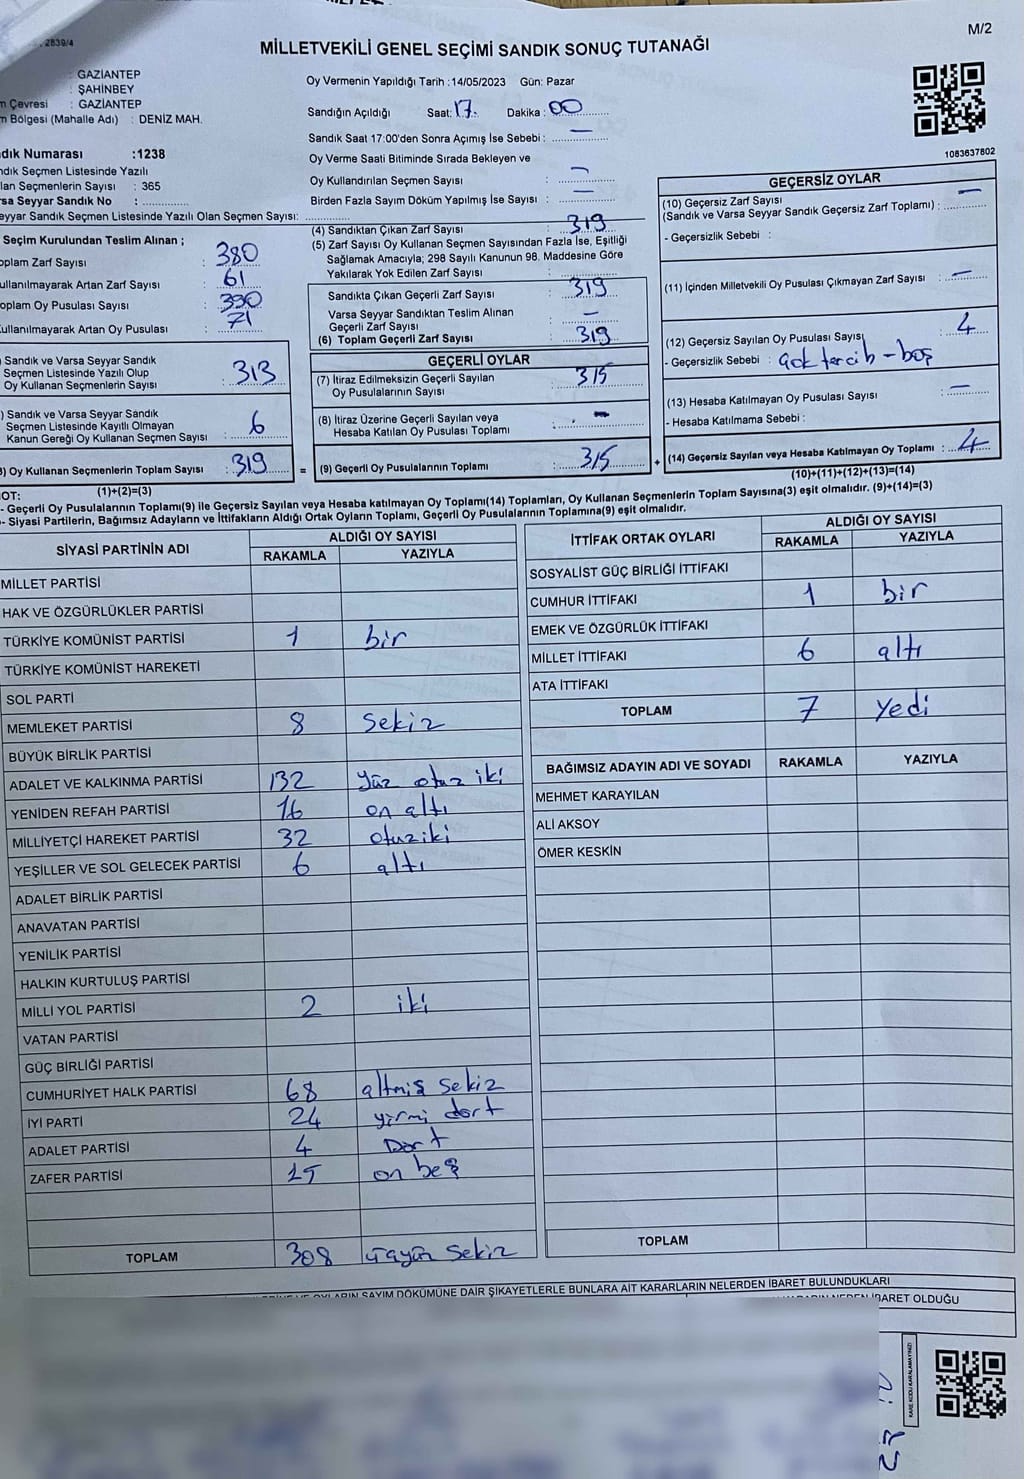 2839/4
M/2
MİLLETVEKİLİ GENEL SEÇİMİ SANDIK SONUÇ TUTANAĞI
: GAZİANTEP
: ŞAHİNBEY
m Çevresi : GAZİANTEP
m Bölgesi (Mahalle Adı) : DENİZ MAH.
dık Numarası :1238
ndık Seçmen Listesinde Yazılı
lan Seçmenlerin Sayısı : 365
rsa Seyyar Sandık No :
eyyar Sandık Seçmen Listesinde Yazılı Olan Seçmen Sayısı:
Oy Vermenin Yapıldığı Tarih : 14/05/2023 Gün: Pazar
Sandığın Açıldığı Saat: 17. Dakika : 00
Sandık Saat 17:00'den Sonra Açımış İse Sebebi : —
Oy Verme Saati Bitiminde Sırada Bekleyen ve
Oy Kullandırılan Seçmen Sayısı : —
Birden Fazla Sayım Döküm Yapılmış İse Sayısı : —
1083637802
Seçim Kurulundan Teslim Alınan ;
oplam Zarf Sayısı : 380
ullanılmayarak Artan Zarf Sayısı : 61
oplam Oy Pusulası Sayısı : 390
ullanılmayarak Artan Oy Pusulası : 71
) Sandık ve Varsa Seyyar Sandık
Seçmen Listesinde Yazılı Olup
Oy Kullanan Seçmenlerin Sayısı : 313
) Sandık ve Varsa Seyyar Sandık
Seçmen Listesinde Kayıtlı Olmayan
Kanun Gereği Oy Kullanan Seçmen Sayısı : 6
3) Oy Kullanan Seçmenlerin Toplam Sayısı : 319
(1)+(2)=(3)
(4) Sandıktan Çıkan Zarf Sayısı : 319
(5) Zarf Sayısı Oy Kullanan Seçmen Sayısından Fazla İse, Eşitliği
Sağlamak Amacıyla; 298 Sayılı Kanunun 98. Maddesine Göre
Yakılarak Yok Edilen Zarf Sayısı :
Sandıkta Çıkan Geçerli Zarf Sayısı : 319
Varsa Seyyar Sandıktan Teslim Alınan
Geçerli Zarf Sayısı : —
(6) Toplam Geçerli Zarf Sayısı : 319
GEÇERLİ OYLAR
(7) İtiraz Edilmeksizin Geçerli Sayılan
Oy Pusulalarının Sayısı : 315
(8) İtiraz Üzerine Geçerli Sayılan veya
Hesaba Katılan Oy Pusulası Toplamı : —
= (9) Geçerli Oy Pusulalarının Toplamı : 315 +
GEÇERSİZ OYLAR
(10) Geçersiz Zarf Sayısı
(Sandık ve Varsa Seyyar Sandık Geçersiz Zarf Toplamı) : —
- Geçersizlik Sebebi :
(11) İçinden Milletvekili Oy Pusulası Çıkmayan Zarf Sayısı : —
(12) Geçersiz Sayılan Oy Pusulası Sayısı : 4
- Geçersizlik Sebebi : Çok tercih - boş
(13) Hesaba Katılmayan Oy Pusulası Sayısı : —
- Hesaba Katılmama Sebebi :
(14) Geçersiz Sayılan veya Hesaba Katılmayan Oy Toplamı : 4
(10)+(11)+(12)+(13)=(14)
OT:
- Geçerli Oy Pusulalarının Toplamı(9) ile Geçersiz Sayılan veya Hesaba katılmayan Oy Toplamı(14) Toplamları, Oy Kullanan Seçmenlerin Toplam Sayısına(3) eşit olmalıdır. (9)+(14)=(3)
- Siyasi Partilerin, Bağımsız Adayların ve İttifakların Aldığı Ortak Oyların Toplamı, Geçerli Oy Pusulalarının Toplamına(9) eşit olmalıdır.
SİYASİ PARTİNİN ADI
ALDIĞI OY SAYISI
RAKAMLA YAZIYLA
MİLLET PARTİSİ
HAK VE ÖZGÜRLÜKLER PARTİSİ
TÜRKİYE KOMÜNİST PARTİSİ 1 bir
TÜRKİYE KOMÜNİST HAREKETİ
SOL PARTİ
MEMLEKET PARTİSİ 8 sekiz
BÜYÜK BİRLİK PARTİSİ
ADALET VE KALKINMA PARTİSİ 132 yüz otuz iki
YENİDEN REFAH PARTİSİ 16 on altı
MİLLİYETÇİ HAREKET PARTİSİ 32 otuziki
YEŞİLLER VE SOL GELECEK PARTİSİ 6 altı
ADALET BİRLİK PARTİSİ
ANAVATAN PARTİSİ
YENİLİK PARTİSİ
HALKIN KURTULUŞ PARTİSİ
MİLLİ YOL PARTİSİ 2 iki
VATAN PARTİSİ
GÜÇ BİRLİĞİ PARTİSİ
CUMHURİYET HALK PARTİSİ 68 altmış sekiz
İYİ PARTİ 24 yirmi dört
ADALET PARTİSİ 4 Dört
ZAFER PARTİSİ 15 on beş
TOPLAM 308 üçyüz sekiz
İTTİFAK ORTAK OYLARI
ALDIĞI OY SAYISI
RAKAMLA YAZIYLA
SOSYALİST GÜÇ BİRLİĞİ İTTİFAKI
CUMHUR İTTİFAKI 1 bir
EMEK VE ÖZGÜRLÜK İTTİFAKI
MİLLET İTTİFAKI 6 altı
ATA İTTİFAKI
TOPLAM 7 yedi
BAĞIMSIZ ADAYIN ADI VE SOYADI RAKAMLA YAZIYLA
MEHMET KARAYILAN
ALİ AKSOY
ÖMER KESKİN
TOPLAM
OYLARIN SAYIM DÖKÜMÜNE DAİR ŞİKAYETLERLE BUNLARA AİT KARARLARIN NELERDEN İBARET BULUNDUKLARI
NEDEN İBARET OLDUĞU
KARE KODU KARALAMAYINIZ!